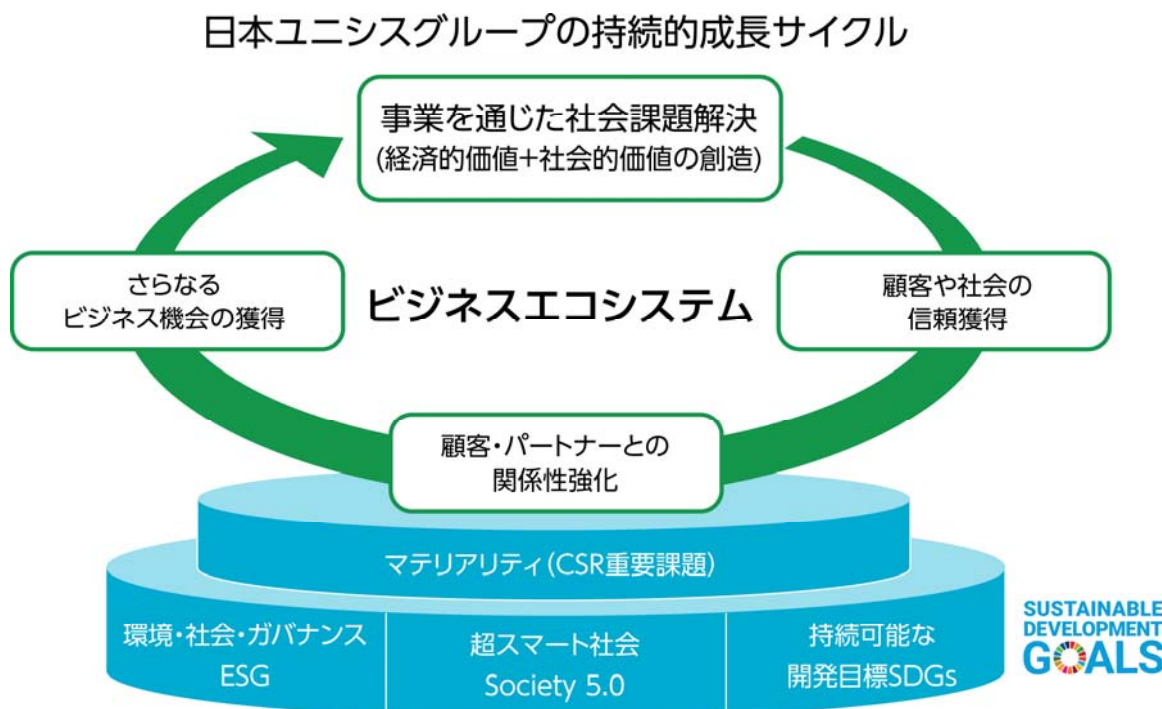 日本ユニシスグループの持続的成長サイクル
事業を通じた社会課題解決
(経済的価値+社会的価値の創造)
さらなる
ビジネス機会の獲得
ビジネスエコシステム
顧客や社会の
信頼獲得
顧客・パートナーとの
関係性強化
マテリアリティ(CSR重要課題)
環境・社会・ガバナンス
ESG
超スマート社会
Society 5.0
持続可能な
開発目標SDGs
SUSTAINABLE
DEVELOPMENT
GOALS